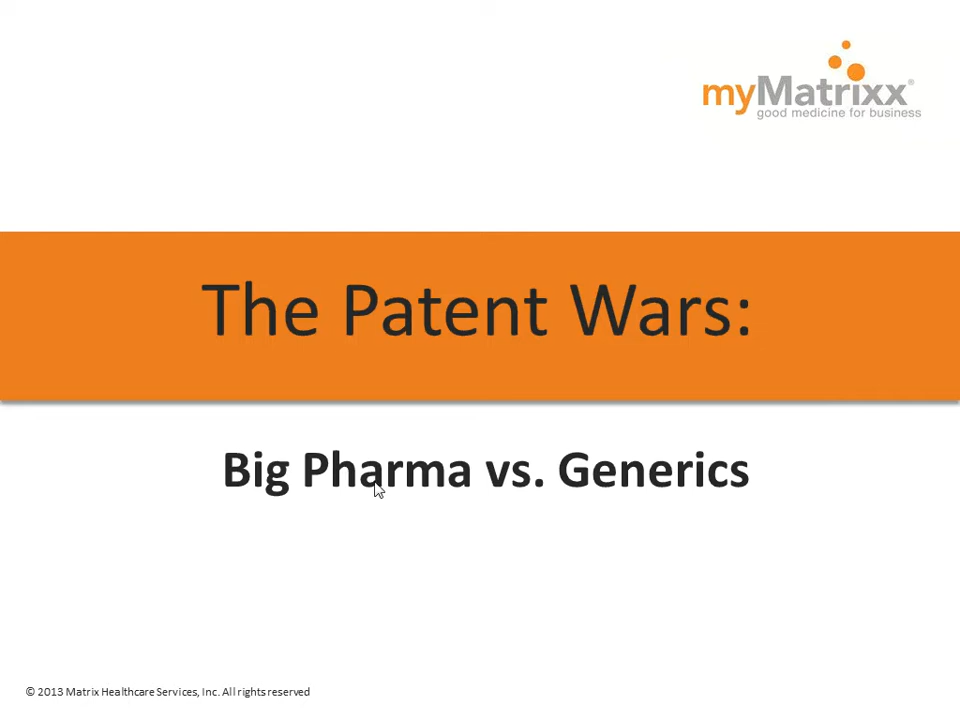 myMatrixx®
good medicine for business
The Patent Wars:
Big Pharma vs. Generics
© 2013 Matrix Healthcare Services, Inc. All rights reserved